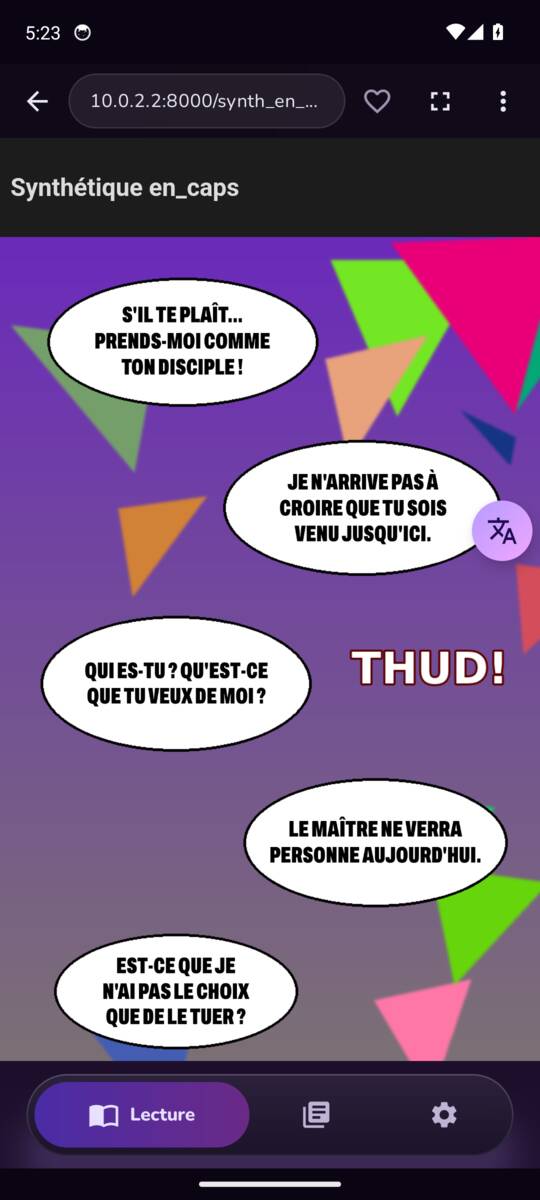 5:23
10.0.2.2:8000/synth_en_...
Synthétique en_caps
S'IL TE PLAÎT...
PRENDS-MOI COMME
TON DISCIPLE !
JE N'ARRIVE PAS À
CROIRE QUE TU SOIS
VENU JUSQU'ICI.
QUI ES-TU ? QU'EST-CE
QUE TU VEUX DE MOI ?
THUD!
LE MAÎTRE NE VERRA
PERSONNE AUJOURD'HUI.
EST-CE QUE JE
N'AI PAS LE CHOIX
QUE DE LE TUER ?
Lecture